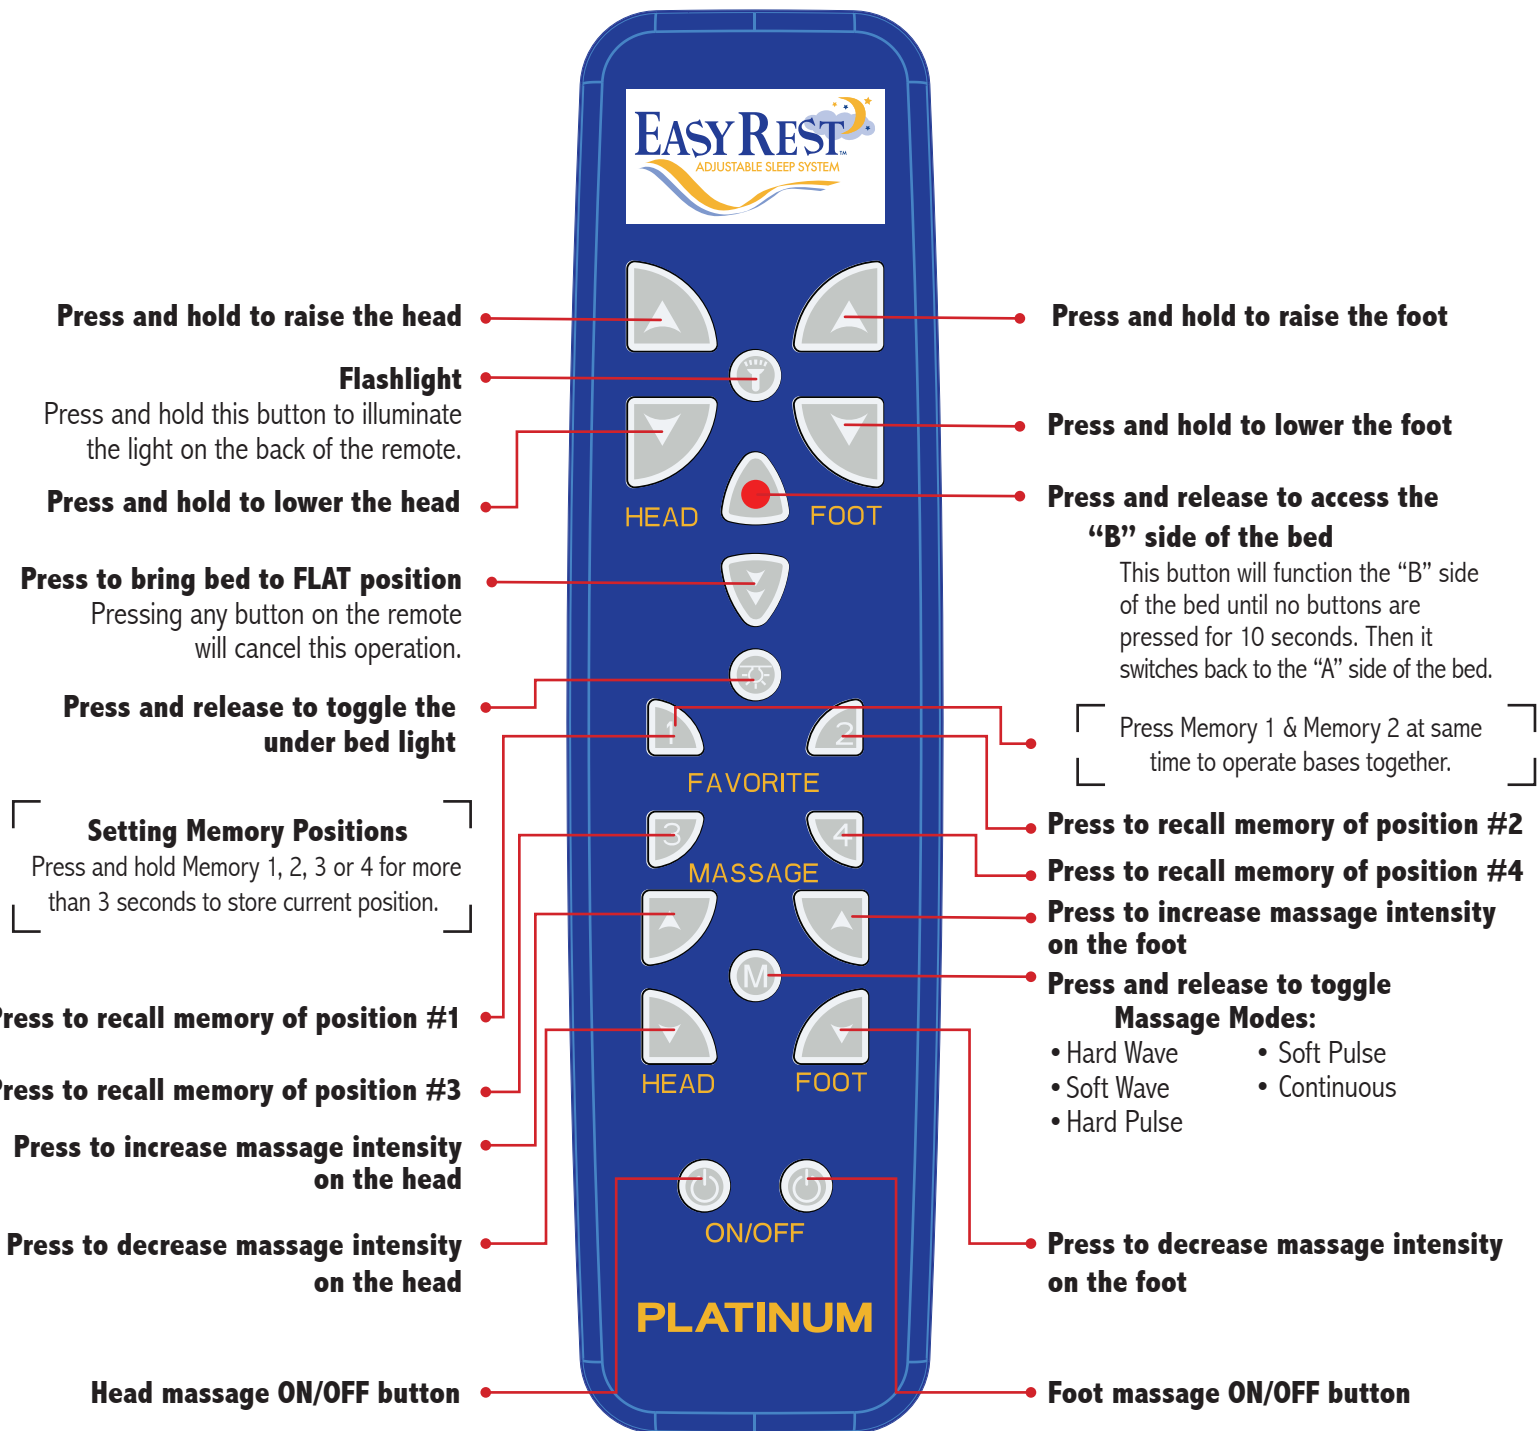 EASY REST™
ADJUSTABLE SLEEP SYSTEM
Press and hold to raise the head
Flashlight
Press and hold this button to illuminate
the light on the back of the remote.
Press and hold to lower the head
Press to bring bed to FLAT position
Pressing any button on the remote
will cancel this operation.
Press and release to toggle the
under bed light
Setting Memory Positions
Press and hold Memory 1, 2, 3 or 4 for more
than 3 seconds to store current position.
Press to recall memory of position #1
Press to recall memory of position #3
Press to increase massage intensity
on the head
Press to decrease massage intensity
on the head
Head massage ON/OFF button
HEAD
FOOT
1
2
FAVORITE
3
4
MASSAGE
M
HEAD
FOOT
ON/OFF
PLATINUM
Press and hold to raise the foot
Press and hold to lower the foot
Press and release to access the
“B” side of the bed
This button will function the “B” side
of the bed until no buttons are
pressed for 10 seconds. Then it
switches back to the “A” side of the bed.
Press Memory 1 & Memory 2 at same
time to operate bases together.
Press to recall memory of position #2
Press to recall memory of position #4
Press to increase massage intensity
on the foot
Press and release to toggle
Massage Modes:
• Hard Wave
• Soft Wave
• Hard Pulse
• Soft Pulse
• Continuous
Press to decrease massage intensity
on the foot
Foot massage ON/OFF button